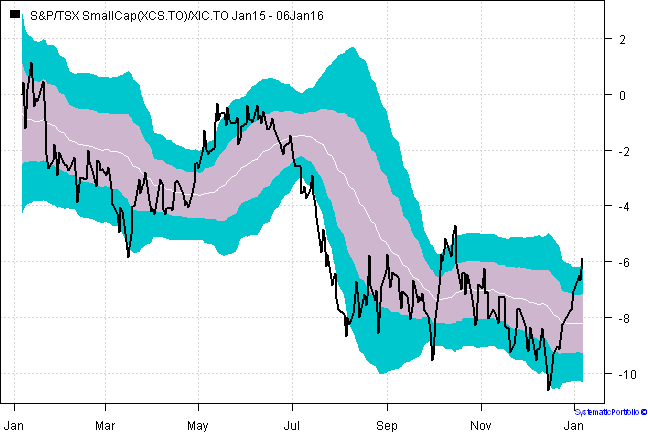 S&P/TSX SmallCap(XCS.TO)/XIC.TO Jan15 - 06Jan16
2
0
-2
-4
-6
-8
-10
Jan Mar May Jul Sep Nov Jan
SystematicPortfolio ©